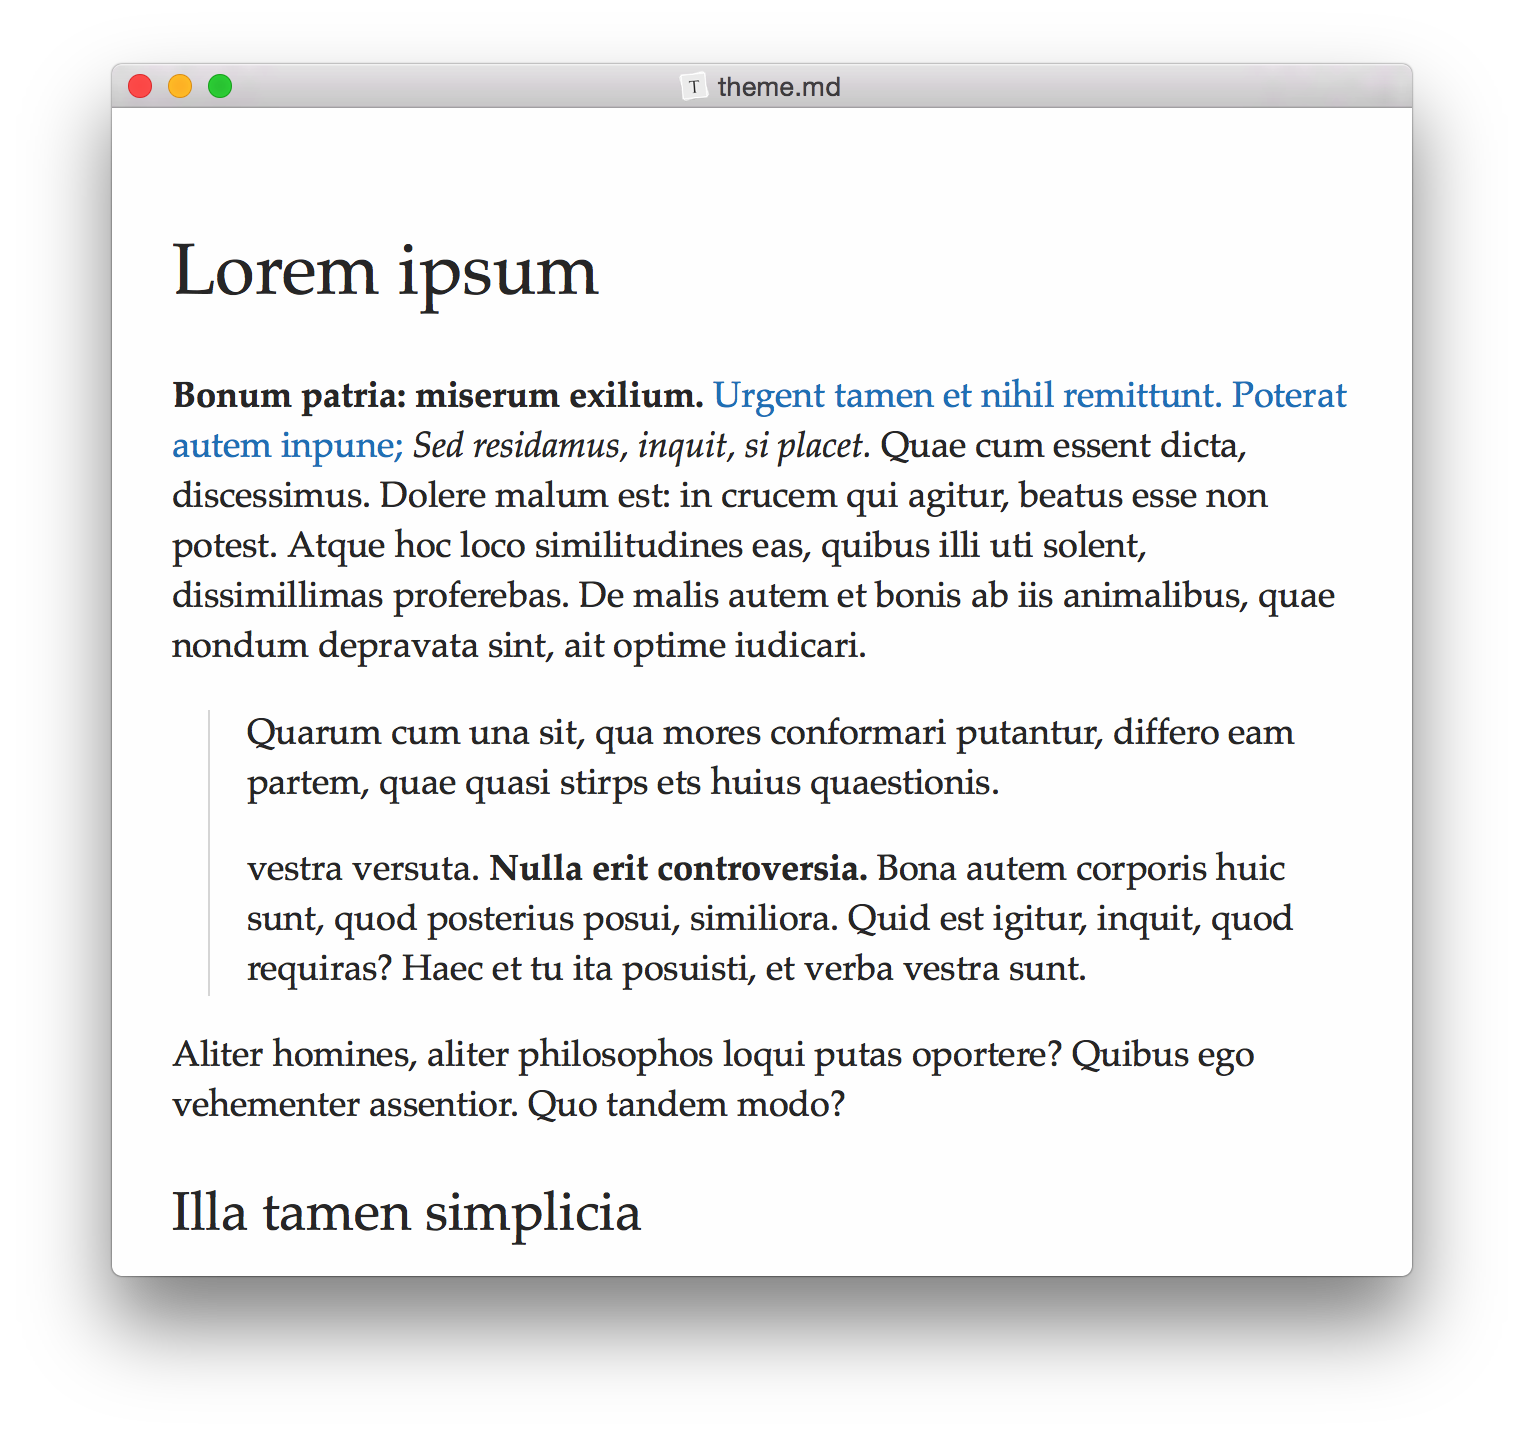 T theme.md
Lorem ipsum
Bonum patria: miserum exilium. Urgent tamen et nihil remittunt. Poterat
autem inpune; Sed residamus, inquit, si placet. Quae cum essent dicta,
discessimus. Dolere malum est: in crucem qui agitur, beatus esse non
potest. Atque hoc loco similitudines eas, quibus illi uti solent,
dissimillimas proferebas. De malis autem et bonis ab iis animalibus, quae
nondum depravata sint, ait optime iudicari.
Quarum cum una sit, qua mores conformari putantur, differo eam
partem, quae quasi stirps ets huius quaestionis.
vestra versuta. Nulla erit controversia. Bona autem corporis huic
sunt, quod posterius posui, similiora. Quid est igitur, inquit, quod
requiras? Haec et tu ita posuisti, et verba vestra sunt.
Aliter homines, aliter philosophos loqui putas oportere? Quibus ego
vehementer assentior. Quo tandem modo?
Illa tamen simplicia